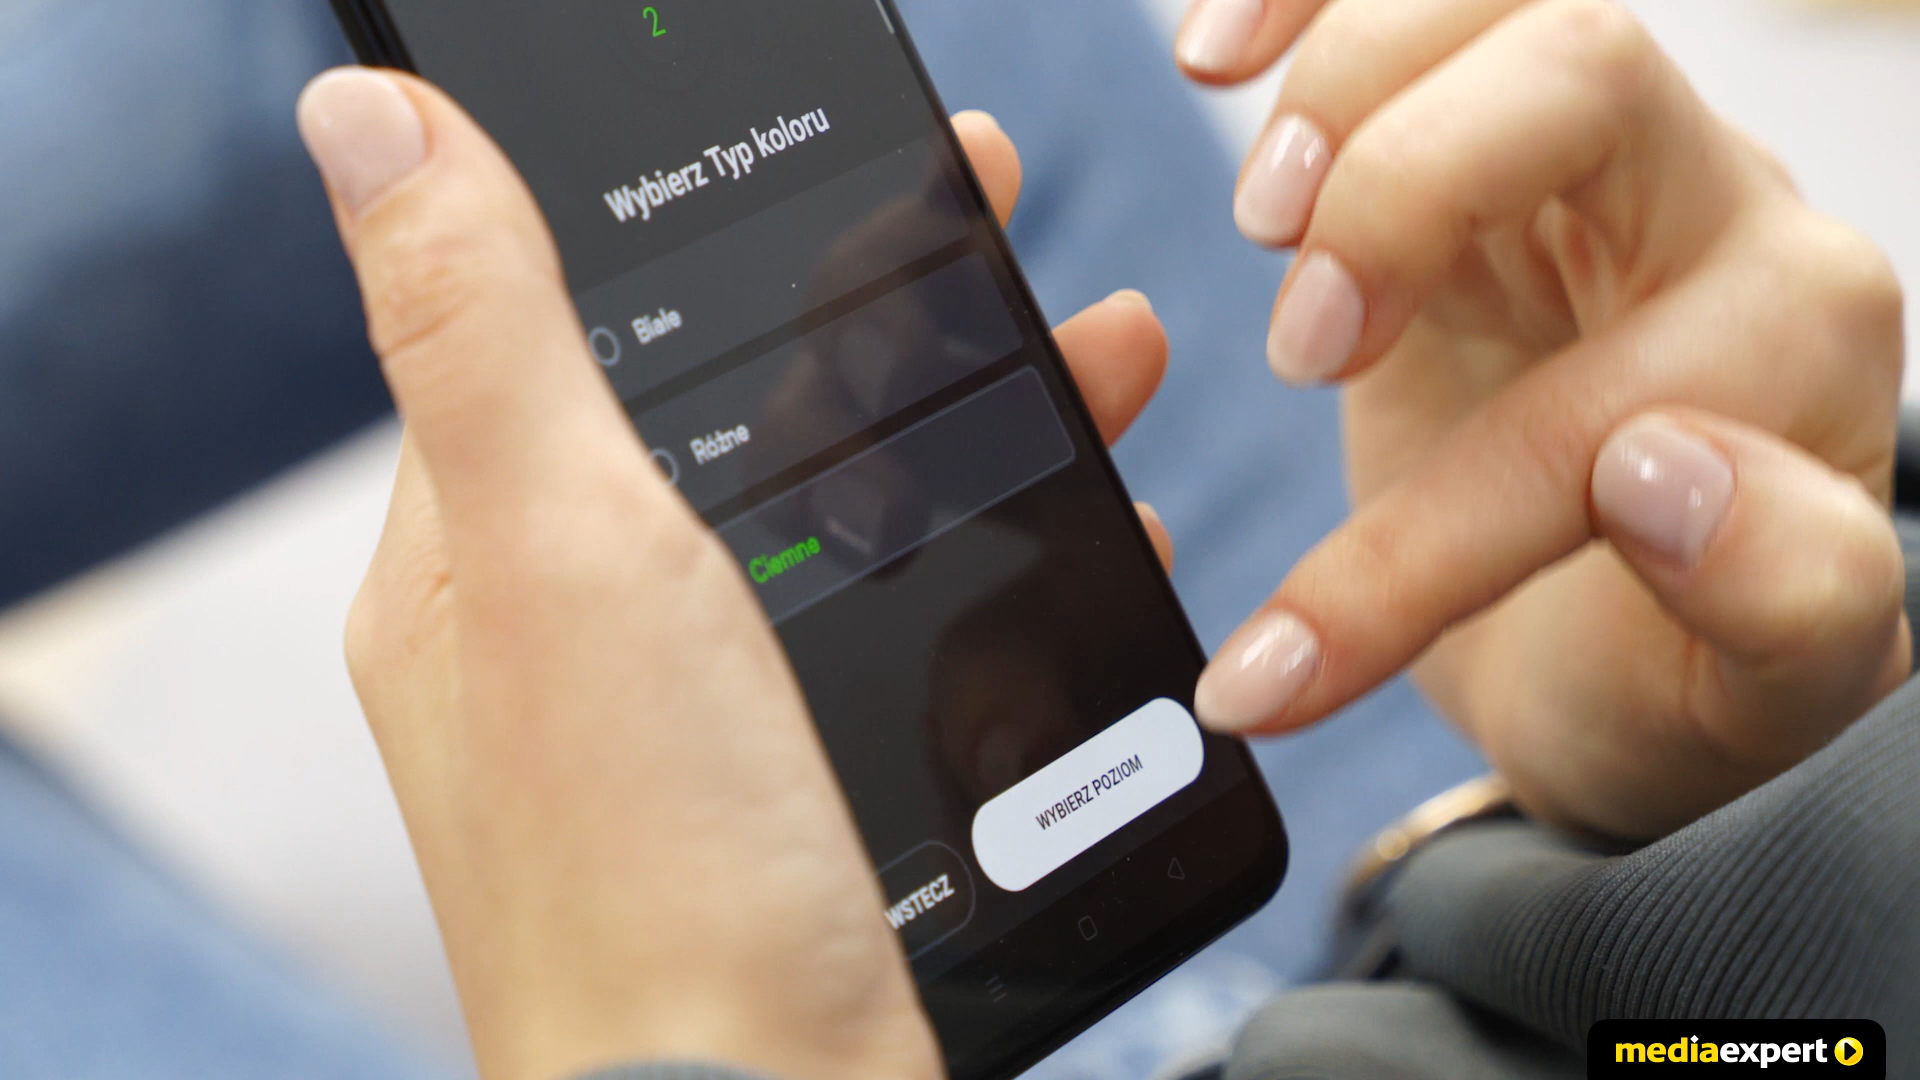 2
Wybierz Typ koloru
Białe
Różne
Ciemne
WYBIERZ POZIOM
WSTECZ
mediaexpert